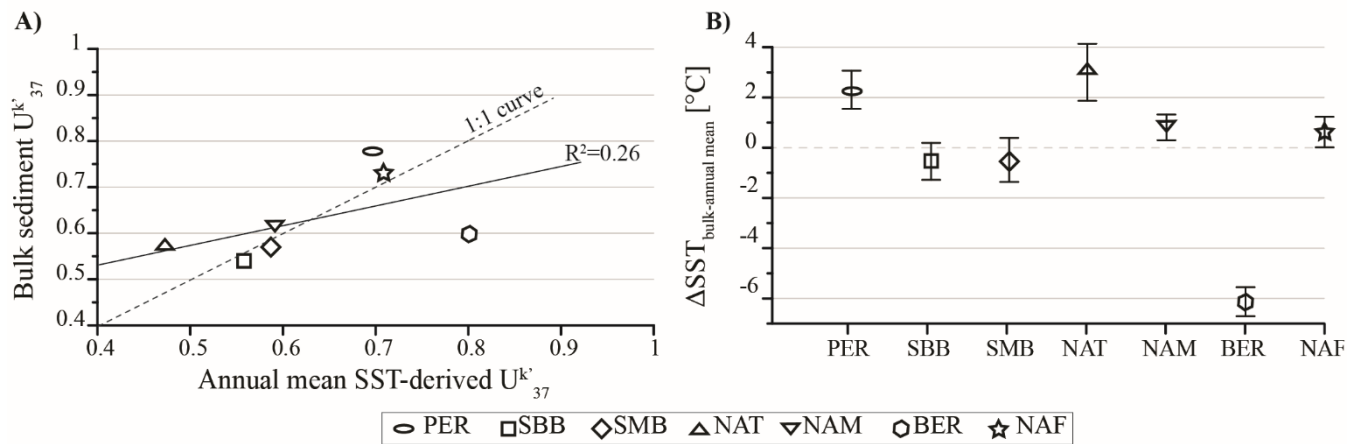 A)
Bulk sediment Uᵏ'₃₇
1
0.9
0.8
0.7
0.6
0.5
0.4
0.4
0.5
0.6
0.7
0.8
0.9
1
1:1 curve
R²=0.26
Annual mean SST-derived Uᵏ'₃₇
B)
ΔSST bulk-annual mean [°C]
4
2
0
-2
-4
-6
PER
SBB
SMB
NAT
NAM
BER
NAF
PER SBB SMB NAT NAM BER NAF